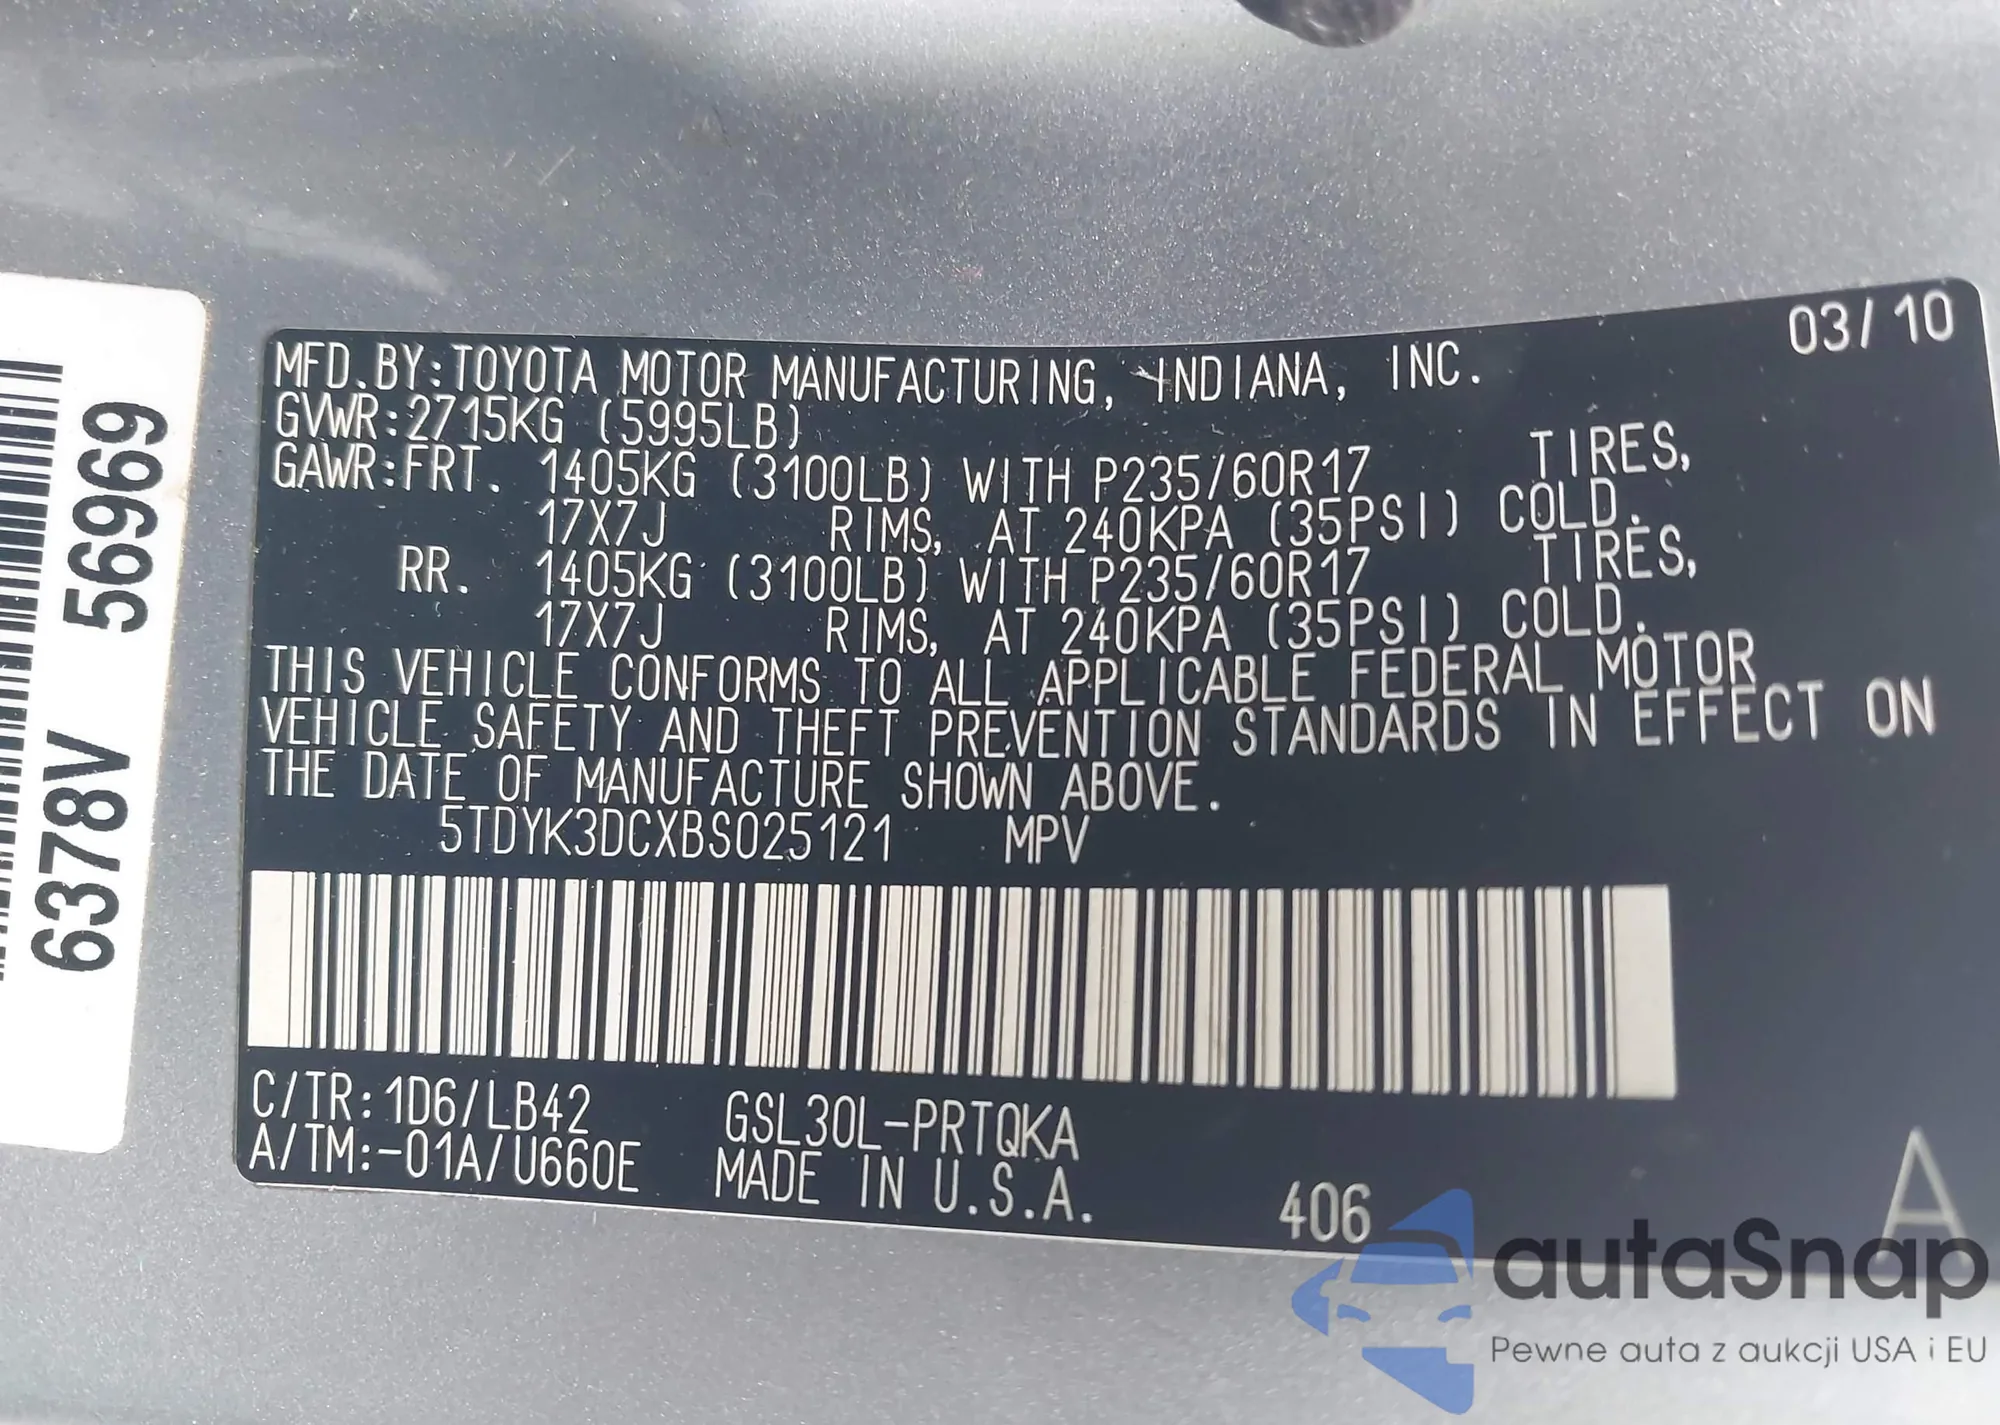 03/10
MFD.BY:TOYOTA MOTOR MANUFACTURING, INDIANA, INC.
GVWR:2715KG (5995LB)
GAWR:FRT. 1405KG (3100LB) WITH P235/60R17 TIRES,
17X7J RIMS, AT 240KPA (35PSI) COLD.
RR. 1405KG (3100LB) WITH P235/60R17 TIRES,
17X7J RIMS, AT 240KPA (35PSI) COLD.
THIS VEHICLE CONFORMS TO ALL APPLICABLE FEDERAL MOTOR
VEHICLE SAFETY AND THEFT PREVENTION STANDARDS IN EFFECT ON
THE DATE OF MANUFACTURE SHOWN ABOVE.
5TDYK3DCXBS025121 MPV
C/TR:1D6/LB42 GSL30L-PRTQKA
A/TM:-01A/U660E MADE IN U.S.A. 406 A
6378V 56969
autaSnap
Pewne auta z aukcji USA i EU